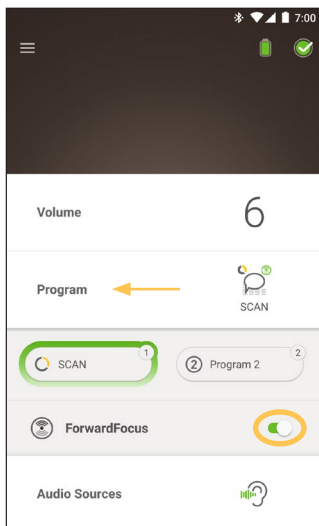 7:00
Volume 6
Program
SCAN
SCAN 1 2 Program 2 2
ForwardFocus
Audio Sources